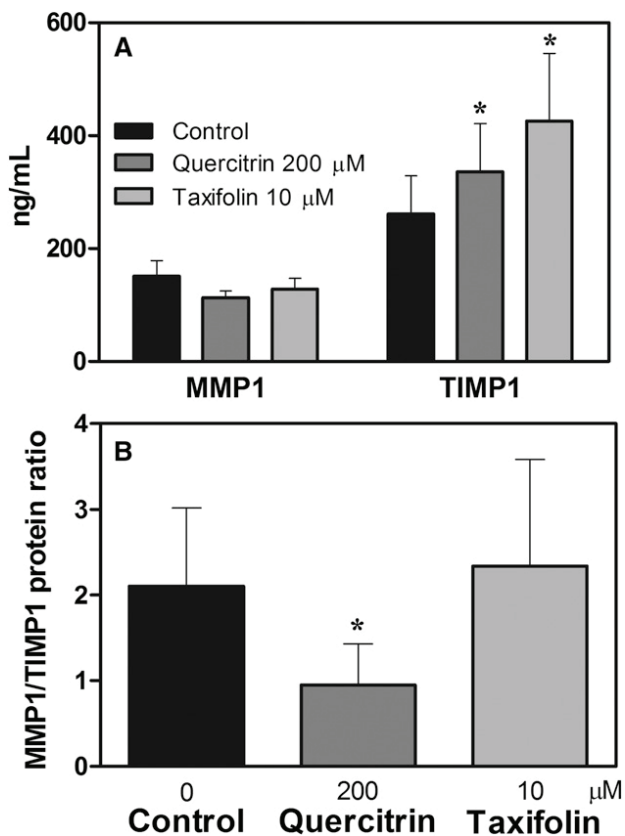 600
A
*
*
Control
400
Quercitrin 200 μM
Taxifolin 10 μM
ng/mL
200
0
MMP1 TIMP1
4
B
3
MMP1/TIMP1 protein ratio
2
*
1
0
0 200 10 μM
Control Quercitrin Taxifolin